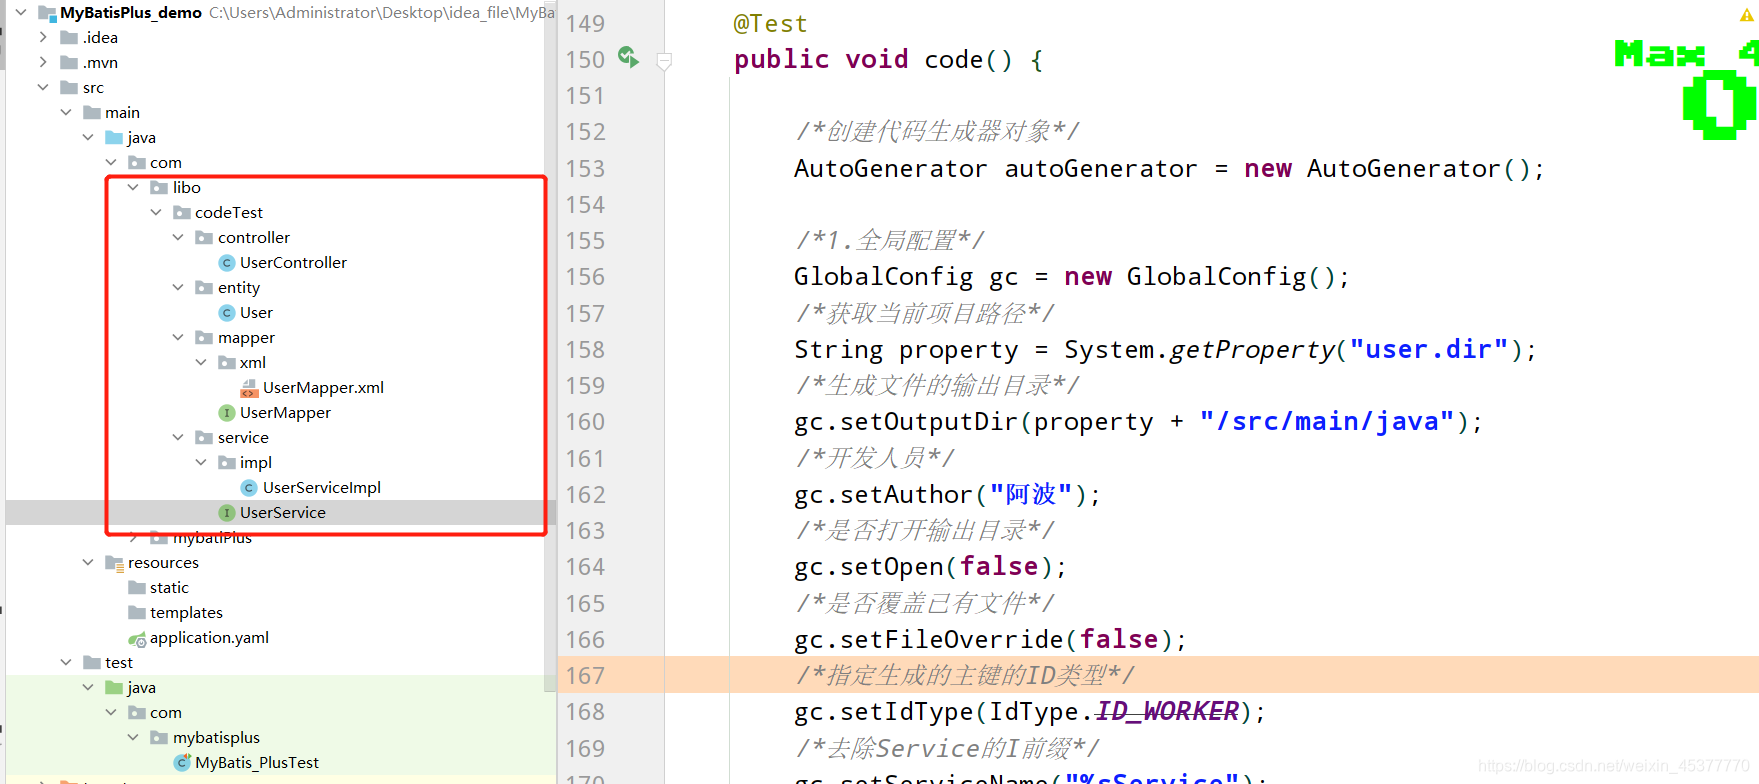 MyBatisPlus_demo C:\Users\Administrator\Desktop\idea_file\MyBa
.idea
.mvn
src
main
java
com
libo
codeTest
controller
UserController
entity
User
mapper
xml
UserMapper.xml
UserMapper
service
impl
UserServiceImpl
UserService
mybatiPlus
resources
static
templates
application.yaml
test
java
com
mybatisplus
MyBatis_PlusTest
149 @Test
150 public void code() {
151
152 /*创建代码生成器对象*/
153 AutoGenerator autoGenerator = new AutoGenerator();
154
155 /*1.全局配置*/
156 GlobalConfig gc = new GlobalConfig();
157 /*获取当前项目路径*/
158 String property = System.getProperty("user.dir");
159 /*生成文件的输出目录*/
160 gc.setOutputDir(property + "/src/main/java");
161 /*开发人员*/
162 gc.setAuthor("阿波");
163 /*是否打开输出目录*/
164 gc.setOpen(false);
165 /*是否覆盖已有文件*/
166 gc.setFileOverride(false);
167 /*指定生成的主键的ID类型*/
168 gc.setIdType(IdType.ID_WORKER);
169 /*去除Service的I前缀*/
170 gc.setServiceName("%sService");
Max 4
0
https://blog.csdn.net/weixin_45377770